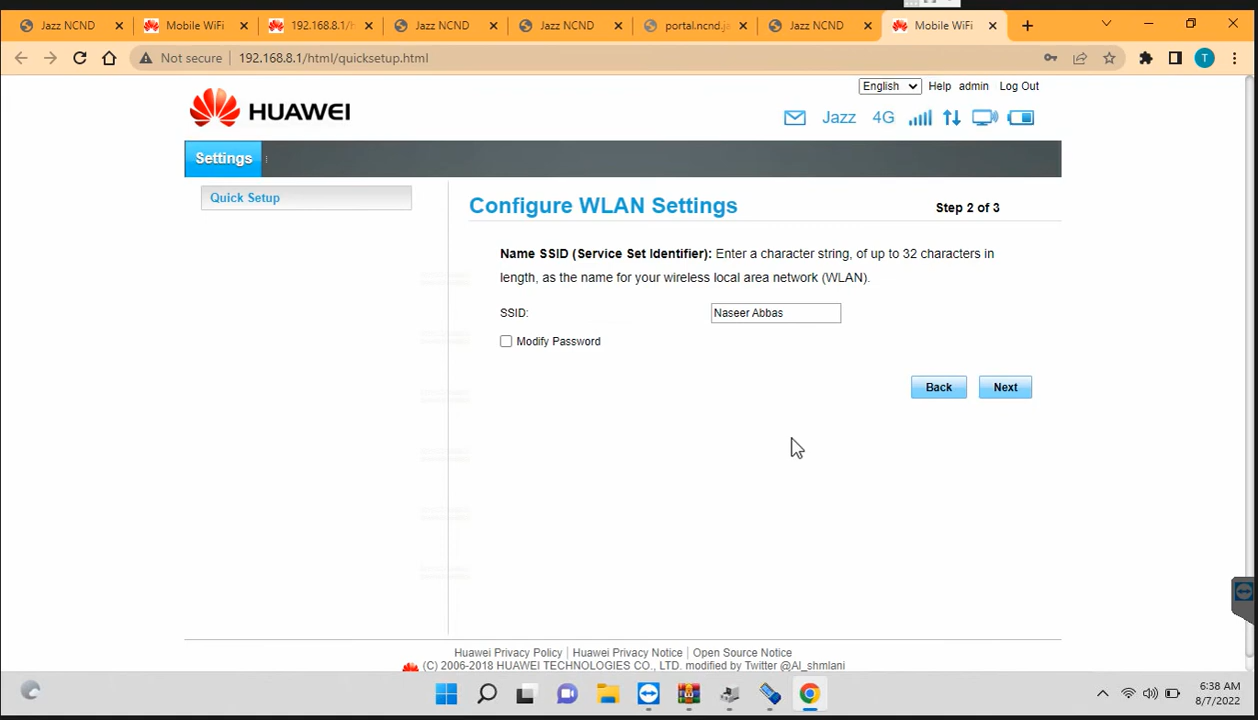 Jazz NCND
Mobile WiFi
192.168.8.1/h
Jazz NCND
Jazz NCND
portal.ncnd.ja
Jazz NCND
Mobile WiFi
Not secure
192.168.8.1/html/quicksetup.html
T
English Help admin Log Out
HUAWEI
Jazz 4G
Settings
Quick Setup
Configure WLAN Settings
Step 2 of 3
Name SSID (Service Set Identifier): Enter a character string, of up to 32 characters in
length, as the name for your wireless local area network (WLAN).
SSID: Naseer Abbas
Modify Password
Back Next
Huawei Privacy Policy | Huawei Privacy Notice | Open Source Notice
(C) 2006-2018 HUAWEI TECHNOLOGIES CO., LTD. modified by Twitter @Al_shmlani
6:38 AM
8/7/2022